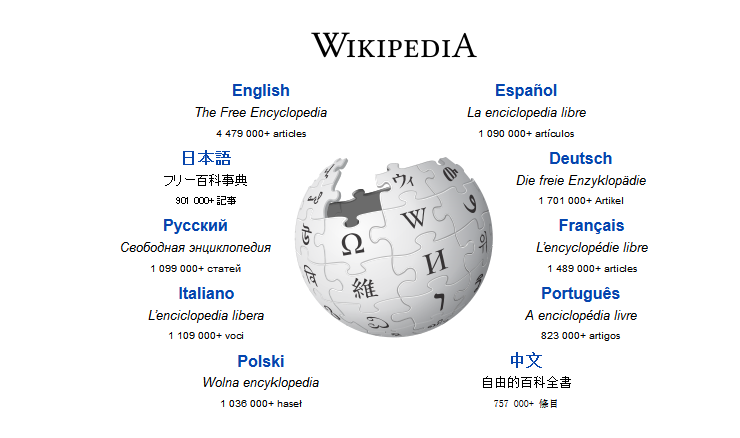 WIKIPEDIA
English
The Free Encyclopedia
4 479 000+ articles
Español
La enciclopedia libre
1 090 000+ artículos
日本語
フリー百科事典
901 000+ 記事
Deutsch
Die freie Enzyklopädie
1 701 000+ Artikel
Русский
Свободная энциклопедия
1 099 000+ статей
Français
L'encyclopédie libre
1 489 000+ articles
Italiano
L'enciclopedia libera
1 109 000+ voci
Português
A enciclopédia livre
823 000+ artigos
Polski
Wolna encyklopedia
1 036 000+ haseł
中文
自由的百科全書
757 000+ 條目
ウィ
Ω
W
維
И